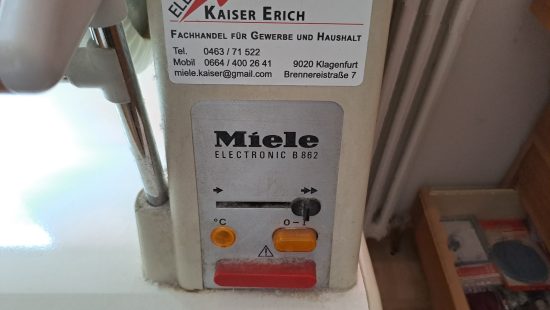 KAISER ERICH
FACHHANDEL FÜR GEWERBE UND HAUSHALT
Tel. 0463 / 71 522
Mobil 0664 / 400 26 41 9020 Klagenfurt
miele.kaiser@gmail.com Brennereistraße 7
Miele
ELECTRONIC B 862
°C O – I